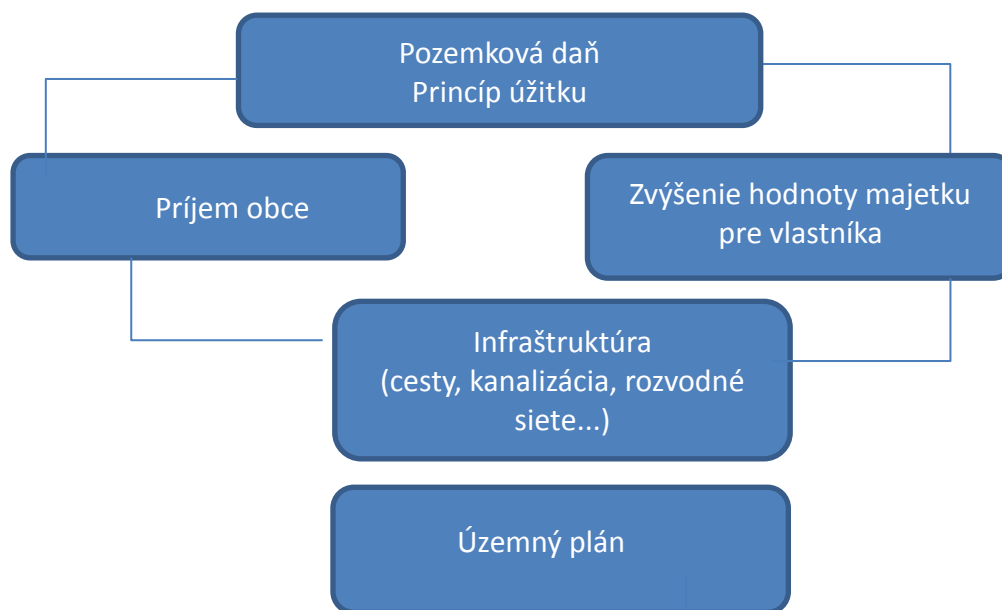 Pozemková daň
Princíp úžitku
Príjem obce
Zvýšenie hodnoty majetku
pre vlastníka
Infraštruktúra
(cesty, kanalizácia, rozvodné
siete...)
Územný plán